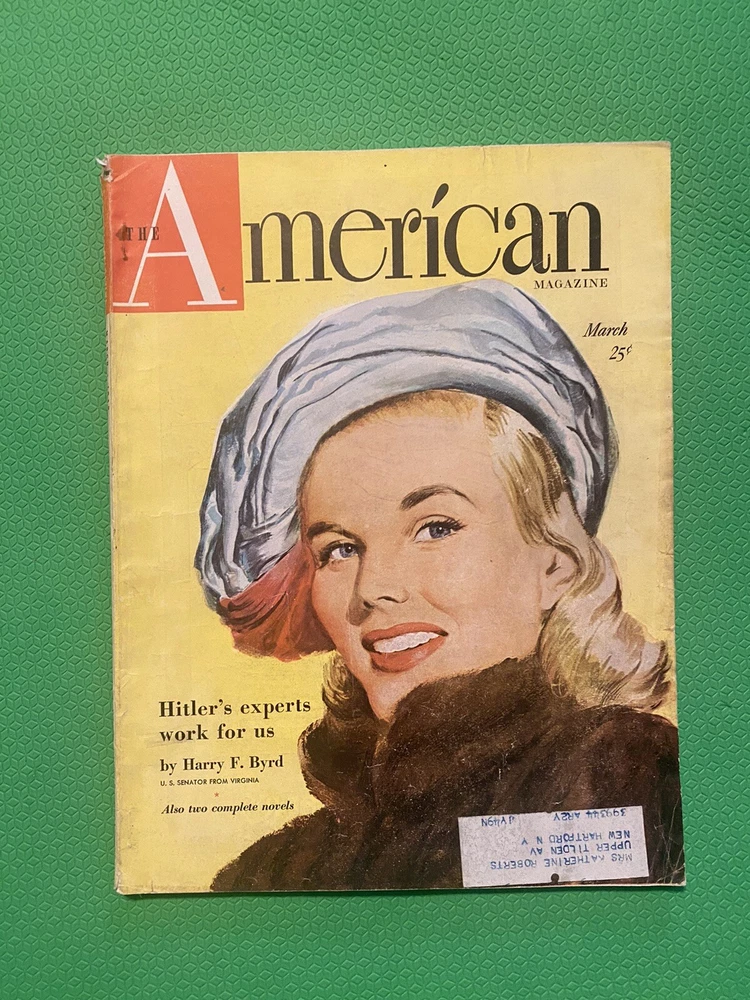 THE American
MAGAZINE
March
25¢
Hitler's experts
work for us
by Harry F. Byrd
U. S. SENATOR FROM VIRGINIA
Also two complete novels
MRS KATHERINE ROBERTS
UPPER TILDEN AV
NEW HARTFORD N Y